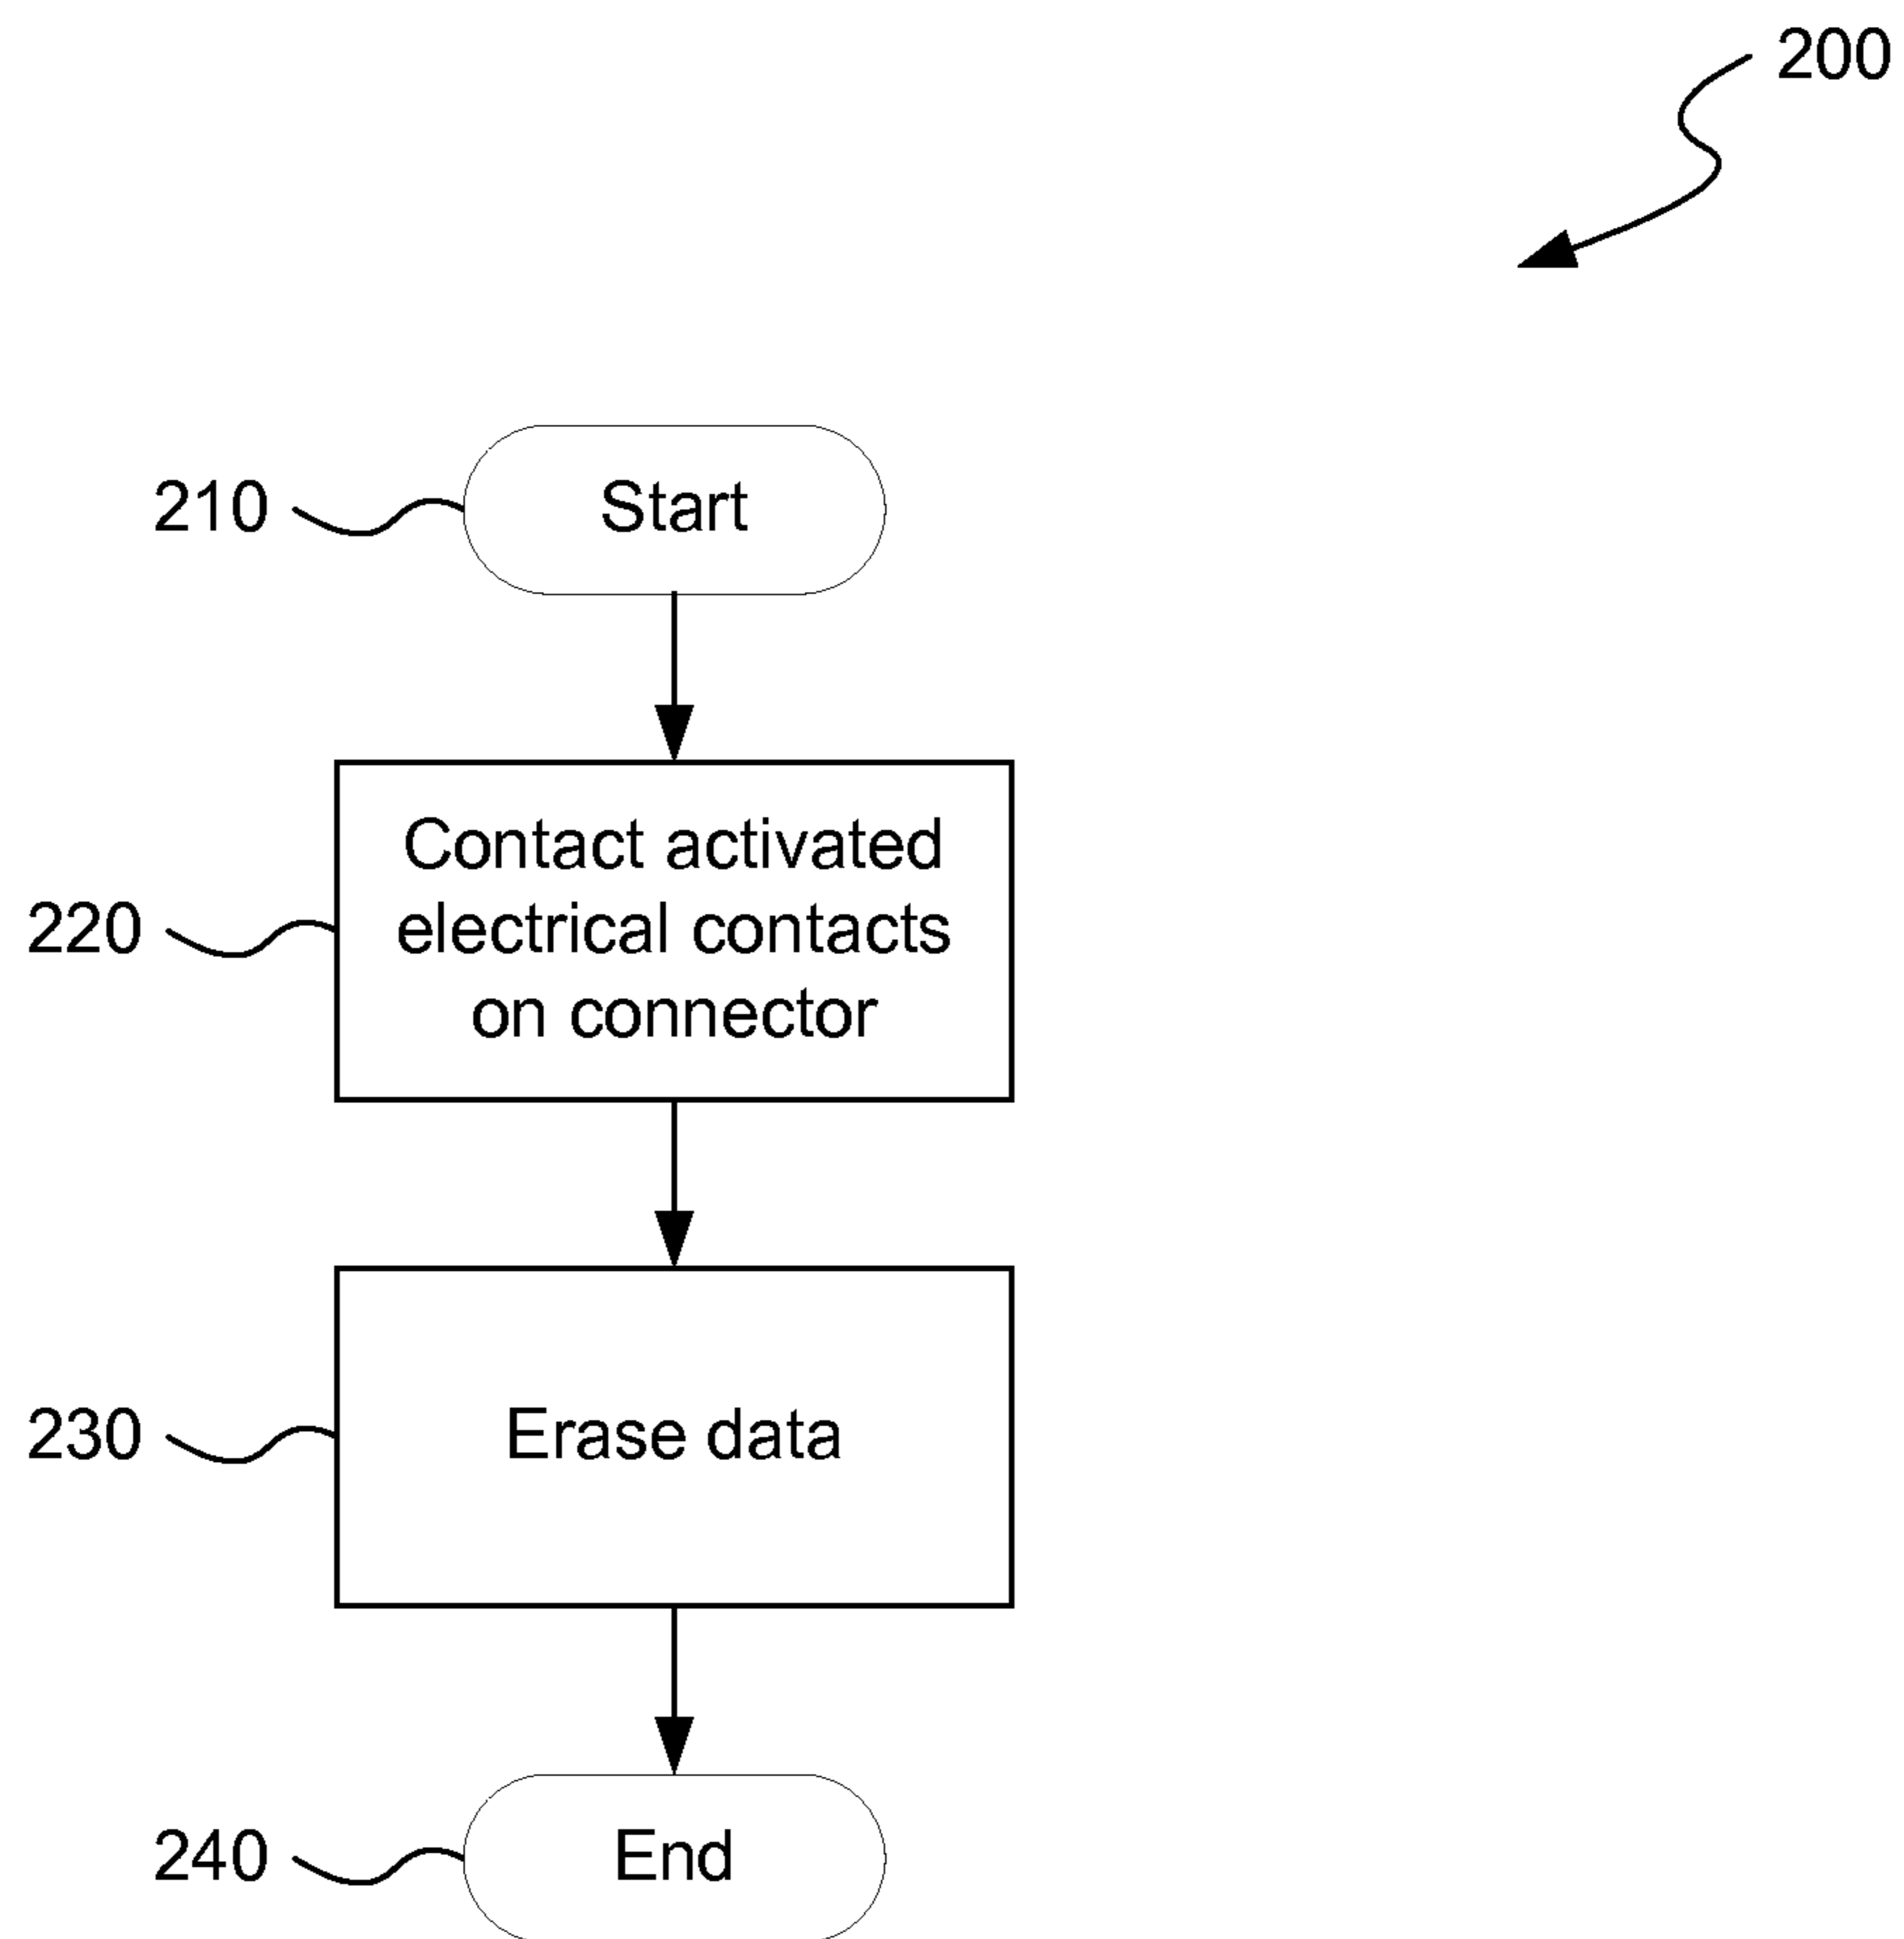 200
210
Start
220
Contact activated
electrical contacts
on connector
230
Erase data
240
End